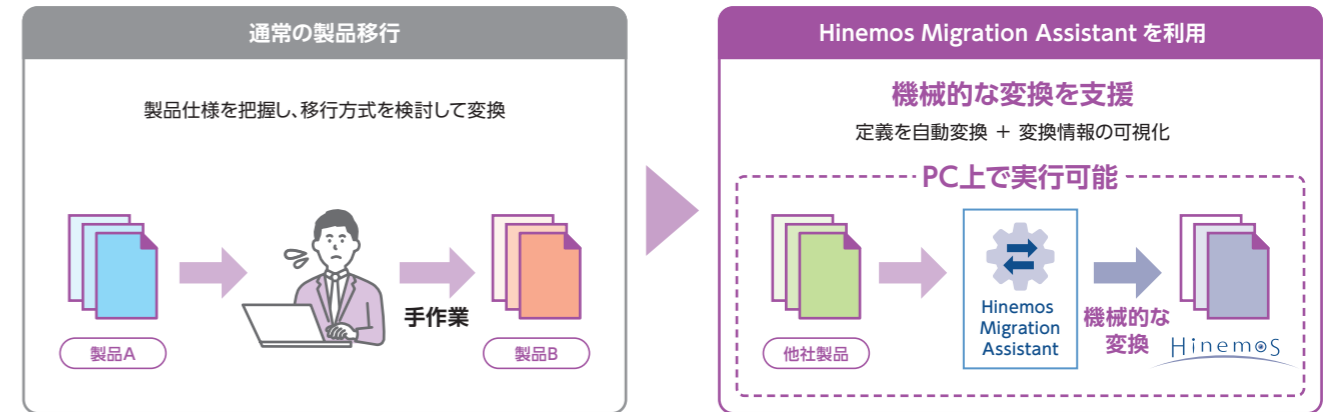 通常の製品移行
製品仕様を把握し、移行方式を検討して変換
手作業
製品A
製品B
Hinemos Migration Assistant を利用
機械的な変換を支援
定義を自動変換 ＋ 変換情報の可視化
PC上で実行可能
Hinemos
Migration
Assistant
機械的な
変換
他社製品
Hinemos